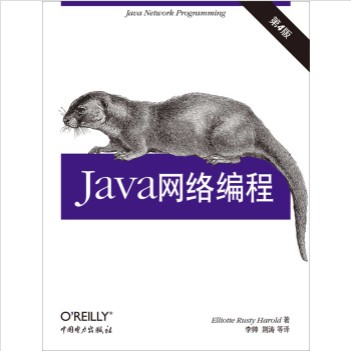 Java Network Programming
第4版
Java网络编程
O'REILLY®
Elliotte Rusty Harold 著
中国电力出版社
李帅 荆涛 等译